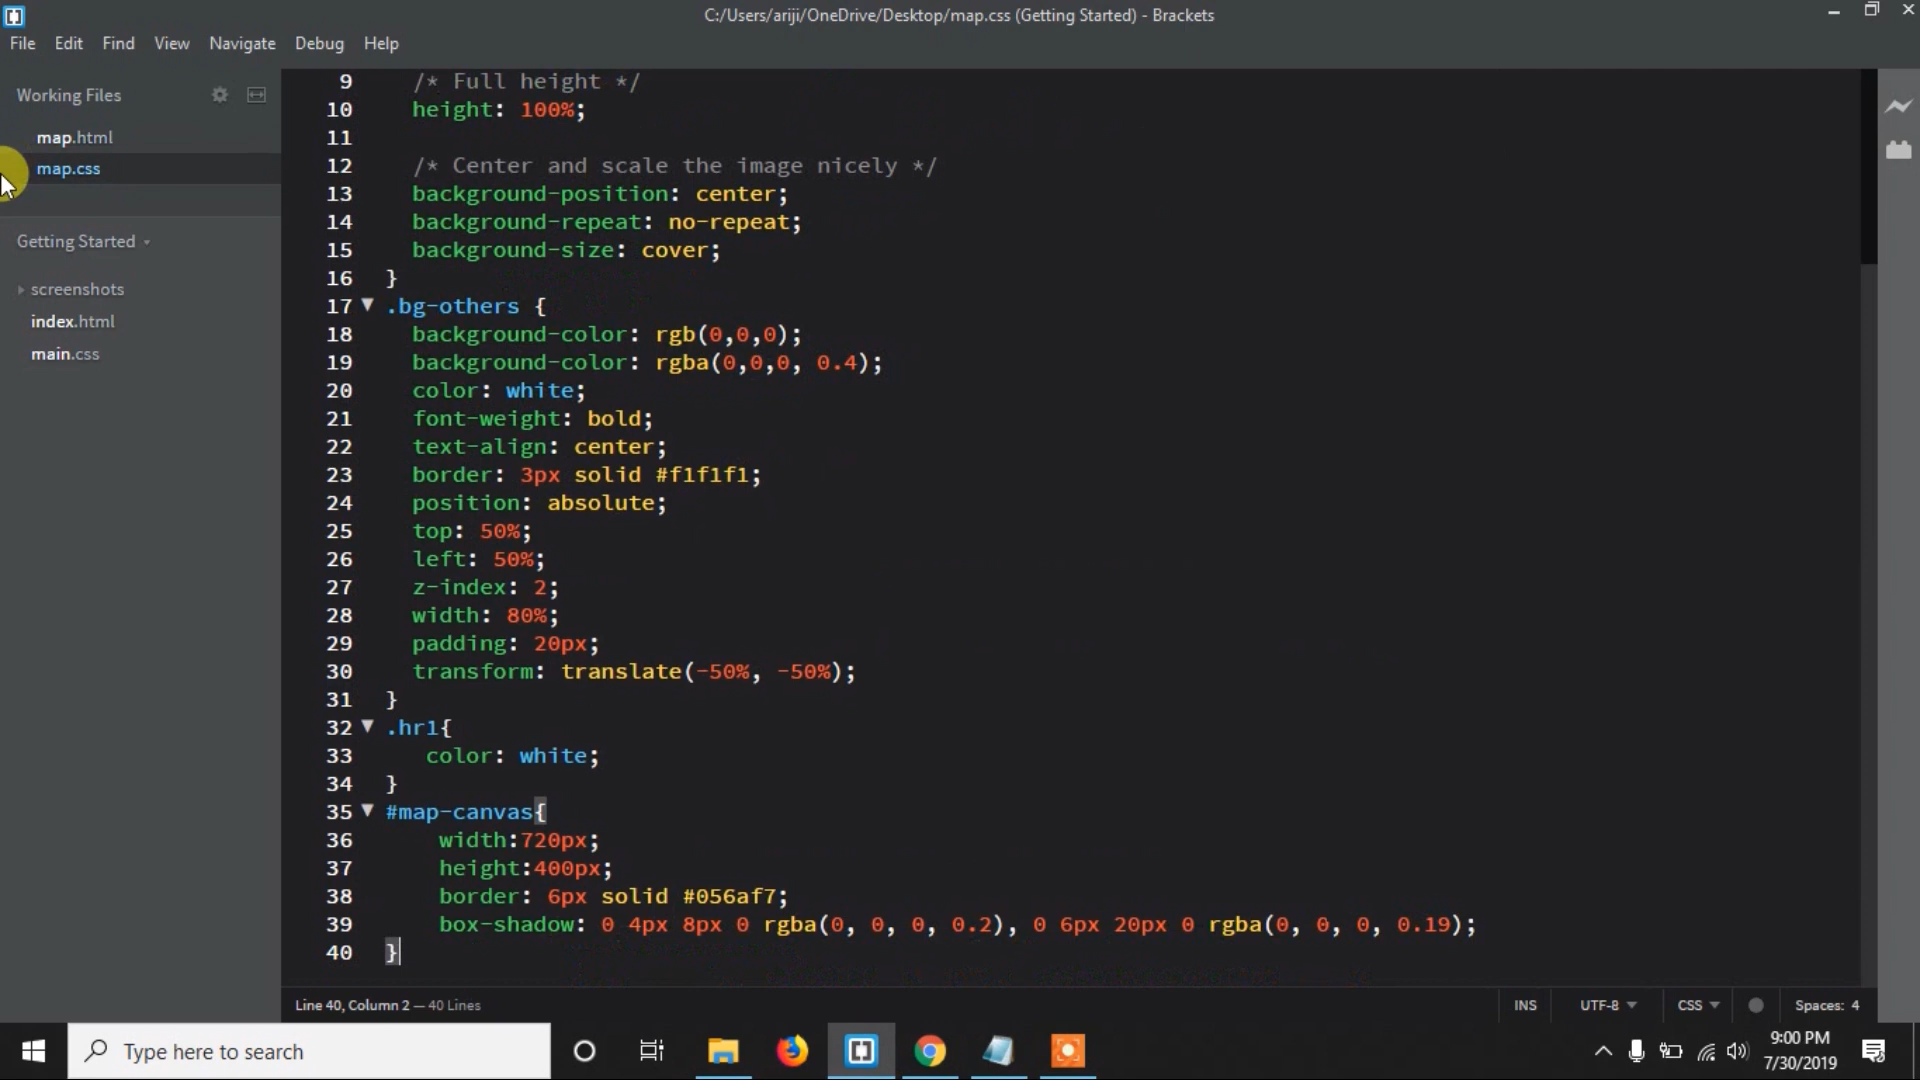 C:/Users/ariji/OneDrive/Desktop/map.css (Getting Started) - Brackets
File Edit Find View Navigate Debug Help
Working Files
map.html
map.css
Getting Started
screenshots
index.html
main.css
9 /* Full height */
10 height: 100%;
11
12 /* Center and scale the image nicely */
13 background-position: center;
14 background-repeat: no-repeat;
15 background-size: cover;
16 }
17 .bg-others {
18 background-color: rgb(0,0,0);
19 background-color: rgba(0,0,0, 0.4);
20 color: white;
21 font-weight: bold;
22 text-align: center;
23 border: 3px solid #f1f1f1;
24 position: absolute;
25 top: 50%;
26 left: 50%;
27 z-index: 2;
28 width: 80%;
29 padding: 20px;
30 transform: translate(-50%, -50%);
31 }
32 .hr1{
33 color: white;
34 }
35 #map-canvas{
36 width:720px;
37 height:400px;
38 border: 6px solid #056af7;
39 box-shadow: 0 4px 8px 0 rgba(0, 0, 0, 0.2), 0 6px 20px 0 rgba(0, 0, 0, 0.19);
40 }
Line 40, Column 2 — 40 Lines
INS UTF-8 CSS Spaces: 4
Type here to search
9:00 PM
7/30/2019